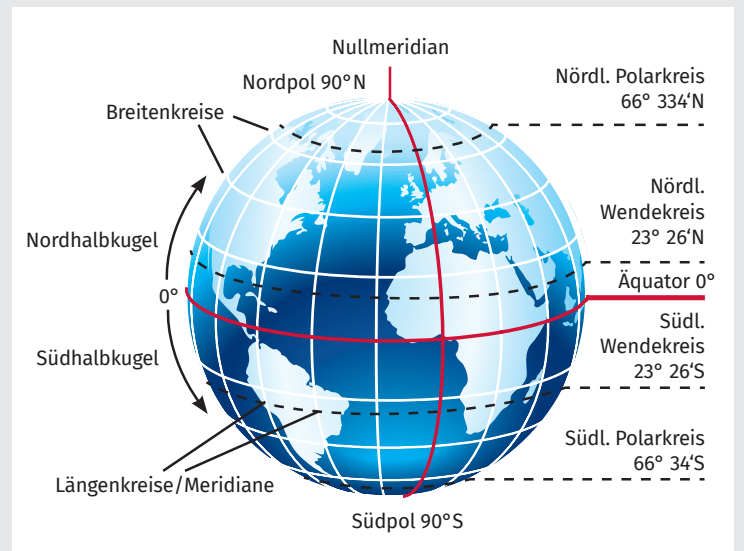 Nullmeridian
Nordpol 90°N
Nördl. Polarkreis
66° 334‘N
Breitenkreise
Nördl.
Wendekreis
23° 26‘N
Nordhalbkugel
Äquator 0°
0°
Südl.
Wendekreis
23° 26‘S
Südhalbkugel
Südl. Polarkreis
66° 34‘S
Längenkreise/Meridiane
Südpol 90°S